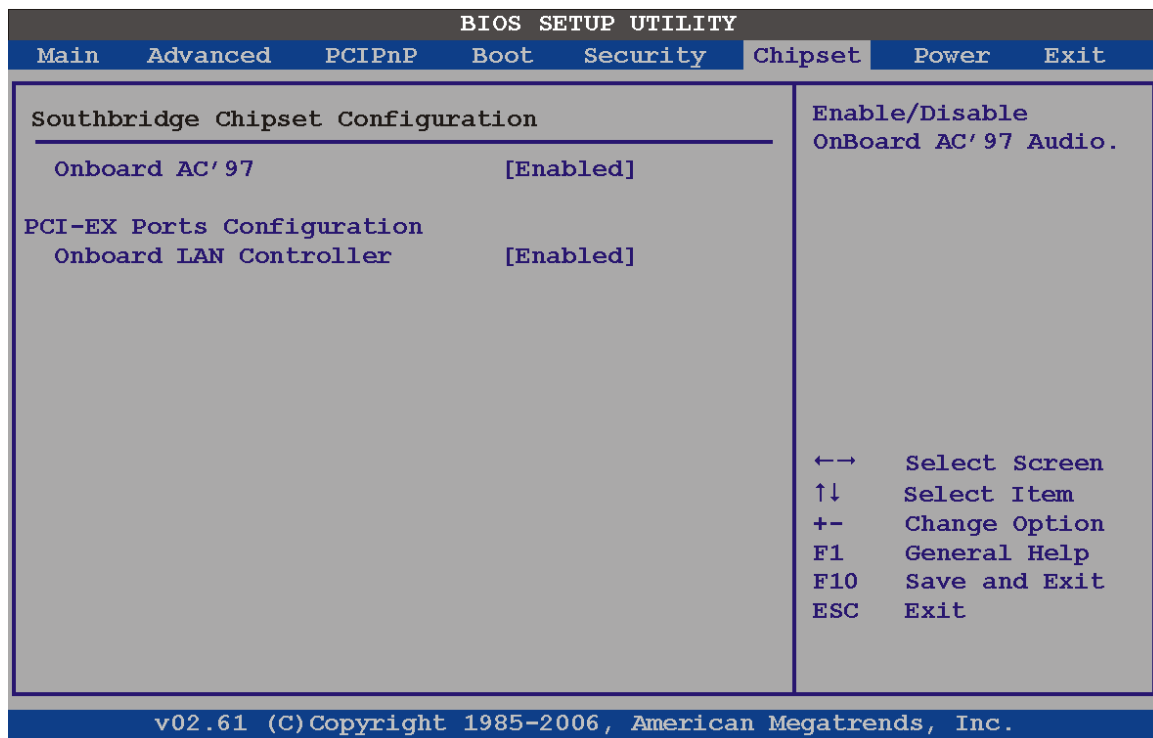 BIOS SETUP UTILITY
Main Advanced PCIPnP Boot Security Chipset Power Exit
Southbridge Chipset Configuration
Onboard AC'97 [Enabled]
PCI-EX Ports Configuration
Onboard LAN Controller [Enabled]
Enable/Disable
OnBoard AC'97 Audio.
←→ Select Screen
↑↓ Select Item
+- Change Option
F1 General Help
F10 Save and Exit
ESC Exit
v02.61 (C)Copyright 1985-2006, American Megatrends, Inc.